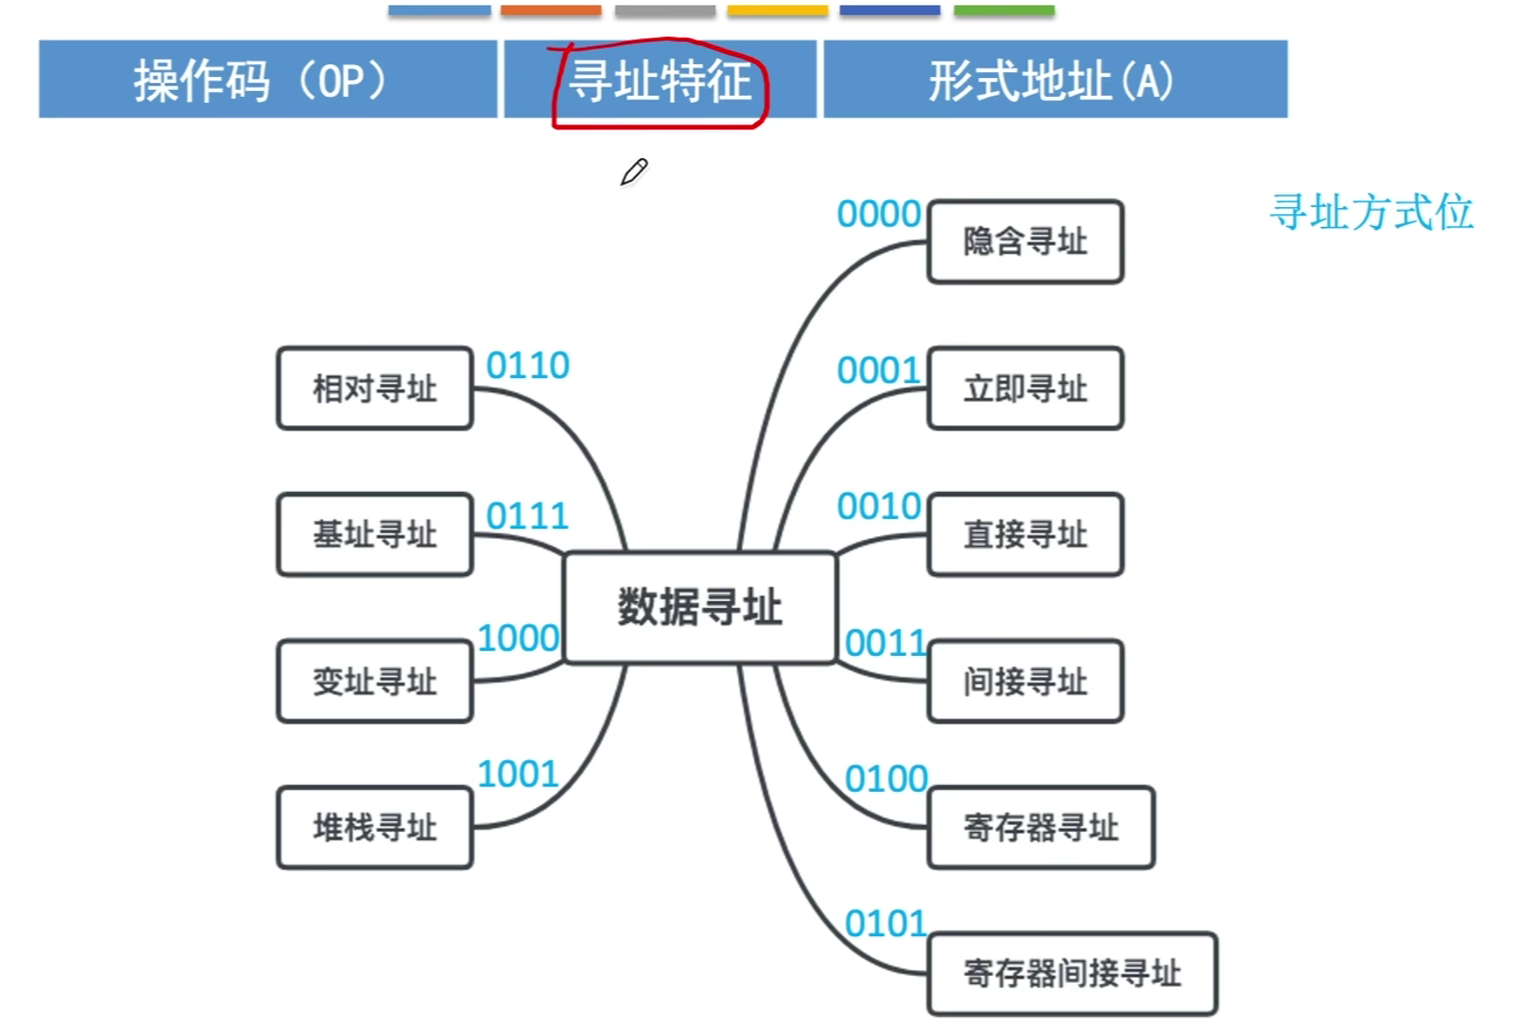 操作码（OP）
寻址特征
形式地址(A)
寻址方式位
0000
隐含寻址
0001
立即寻址
0010
直接寻址
0011
间接寻址
0100
寄存器寻址
0101
寄存器间接寻址
数据寻址
0110
相对寻址
0111
基址寻址
1000
变址寻址
1001
堆栈寻址